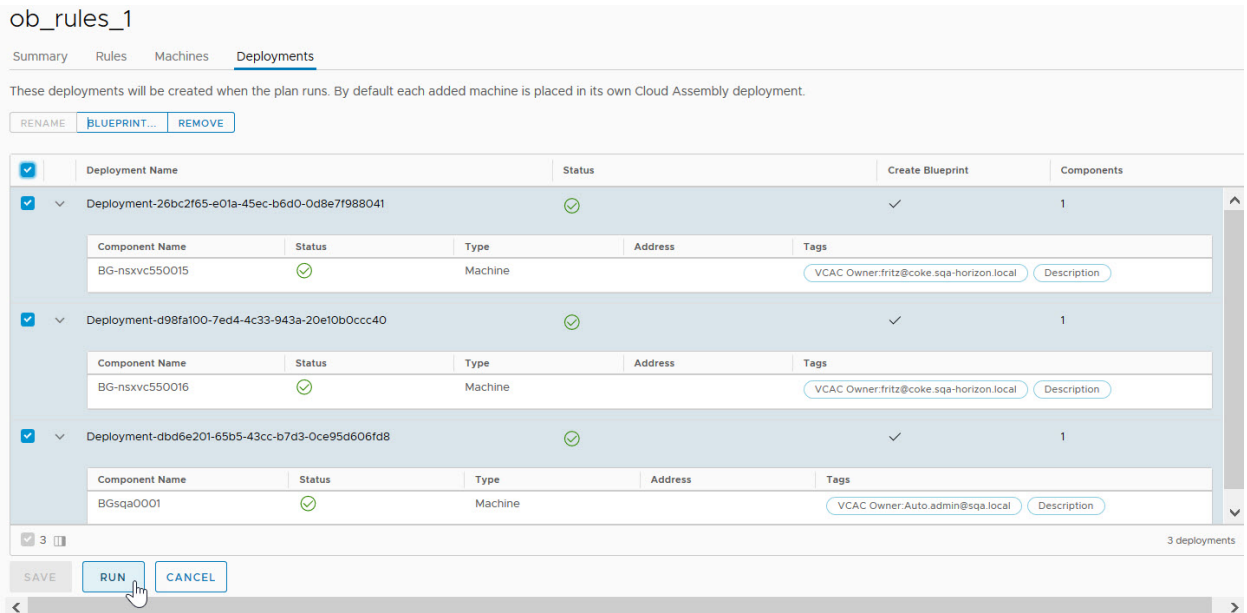 ob_rules_1
Summary Rules Machines Deployments
These deployments will be created when the plan runs. By default each added machine is placed in its own Cloud Assembly deployment.
RENAME BLUEPRINT... REMOVE
Deployment Name Status Create Blueprint Components
Deployment-26bc2f65-e01a-45ec-b6d0-0d8e7f988041 1
Component Name Status Type Address Tags
BG-nsxvc550015 Machine VCAC Owner:fritz@coke.sqa-horizon.local Description
Deployment-d98fa100-7ed4-4c33-943a-20e10b0ccc40 1
Component Name Status Type Address Tags
BG-nsxvc550016 Machine VCAC Owner:fritz@coke.sqa-horizon.local Description
Deployment-dbd6e201-65b5-43cc-b7d3-0ce95d606fd8 1
Component Name Status Type Address Tags
BGsqa0001 Machine VCAC Owner:Auto.admin@sqa.local Description
3 3 deployments
SAVE RUN CANCEL